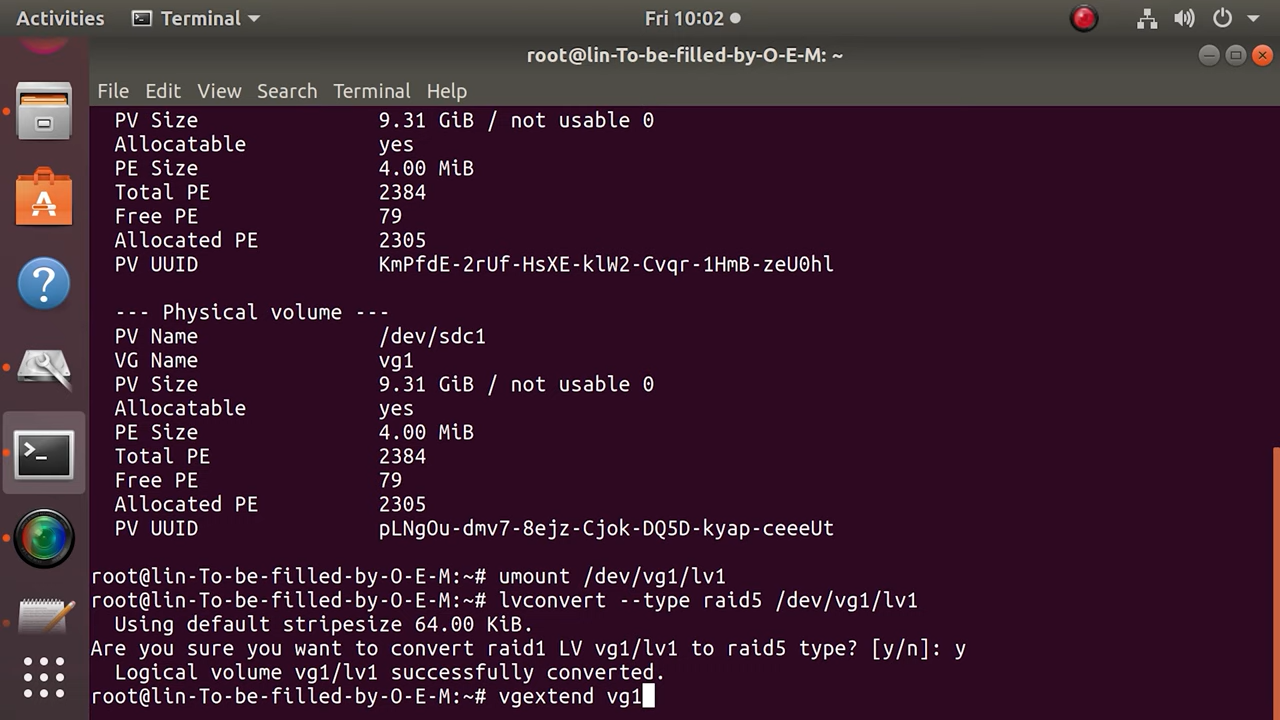 Activities Terminal Fri 10:02
root@lin-To-be-filled-by-O-E-M: ~
File Edit View Search Terminal Help
PV Size 9.31 GiB / not usable 0
Allocatable yes
PE Size 4.00 MiB
Total PE 2384
Free PE 79
Allocated PE 2305
PV UUID KmPfdE-2rUf-HsXE-klW2-Cvqr-1HmB-zeU0hl
--- Physical volume ---
PV Name /dev/sdc1
VG Name vg1
PV Size 9.31 GiB / not usable 0
Allocatable yes
PE Size 4.00 MiB
Total PE 2384
Free PE 79
Allocated PE 2305
PV UUID pLNgOu-dmv7-8ejz-Cjok-DQ5D-kyap-ceeeUt
root@lin-To-be-filled-by-O-E-M:~# umount /dev/vg1/lv1
root@lin-To-be-filled-by-O-E-M:~# lvconvert --type raid5 /dev/vg1/lv1
Using default stripesize 64.00 KiB.
Are you sure you want to convert raid1 LV vg1/lv1 to raid5 type? [y/n]: y
Logical volume vg1/lv1 successfully converted.
root@lin-To-be-filled-by-O-E-M:~# vgextend vg1